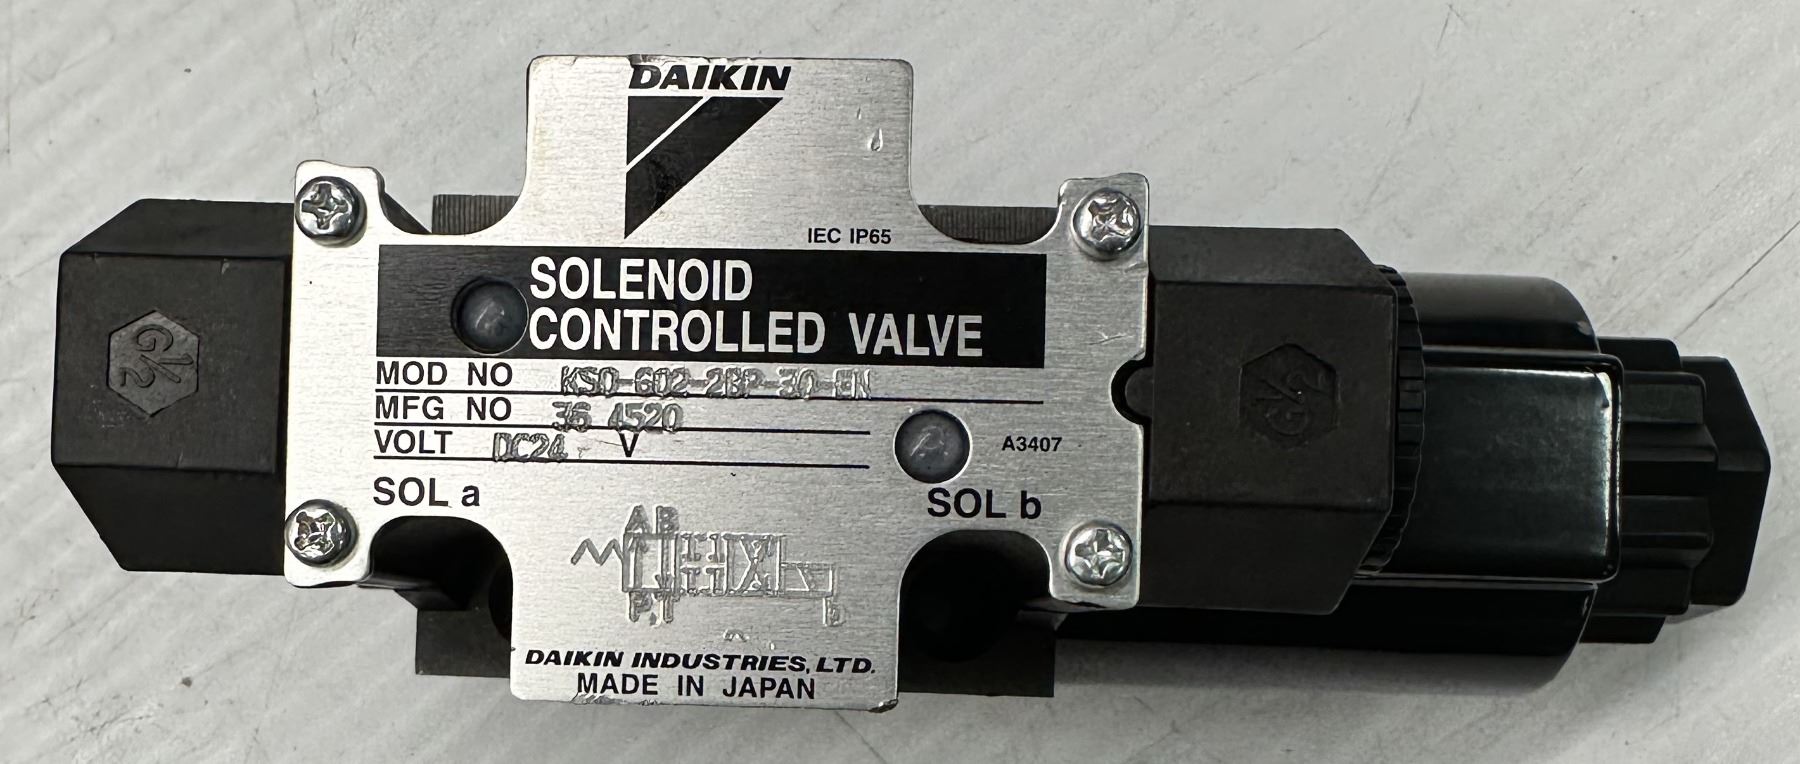 DAIKIN
IEC IP65
SOLENOID
CONTROLLED VALVE
MOD NO KSO-G02-2BP-30-EN
MFG NO 36 4520
VOLT DC24 V
A3407
SOL a
SOL b
G1/2
G1/2
A B
P T
b
DAIKIN INDUSTRIES, LTD.
MADE IN JAPAN